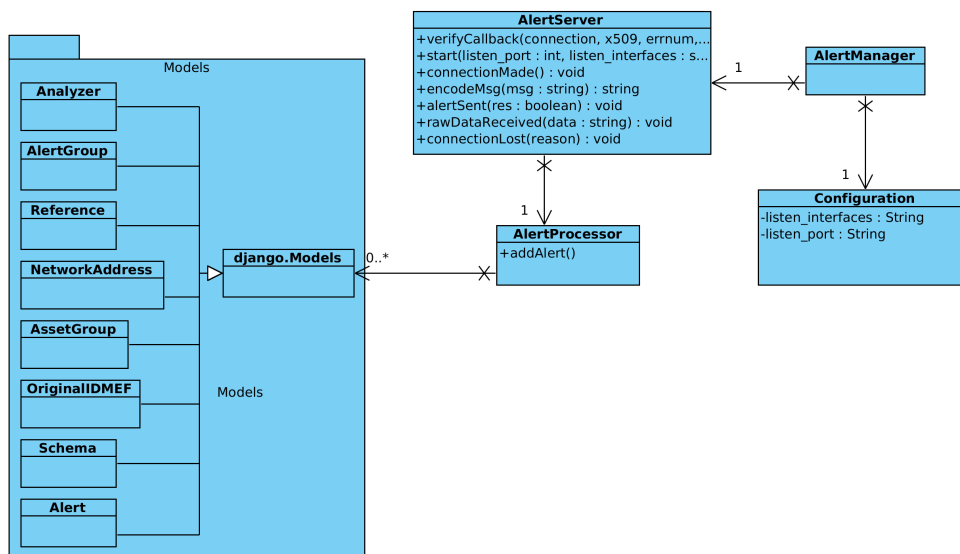 Models
Analyzer
AlertGroup
Reference
NetworkAddress
AssetGroup
OriginalIDMEF
Schema
Alert
django.Models
Models
0..*
AlertServer
+verifyCallback(connection, x509, errnum,...
+start(listen_port : int, listen_interfaces : s...
+connectionMade() : void
+encodeMsg(msg : string) : string
+alertSent(res : boolean) : void
+rawDataReceived(data : string) : void
+connectionLost(reason) : void
1
AlertProcessor
+addAlert()
1
AlertManager
1
Configuration
-listen_interfaces : String
-listen_port : String